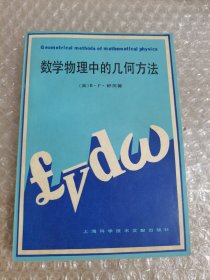 Geometrical methods of mathematical physics
数学物理中的几何方法
(英)B·F·舒茨著
£v̅dω
上海科学技术文献出版社